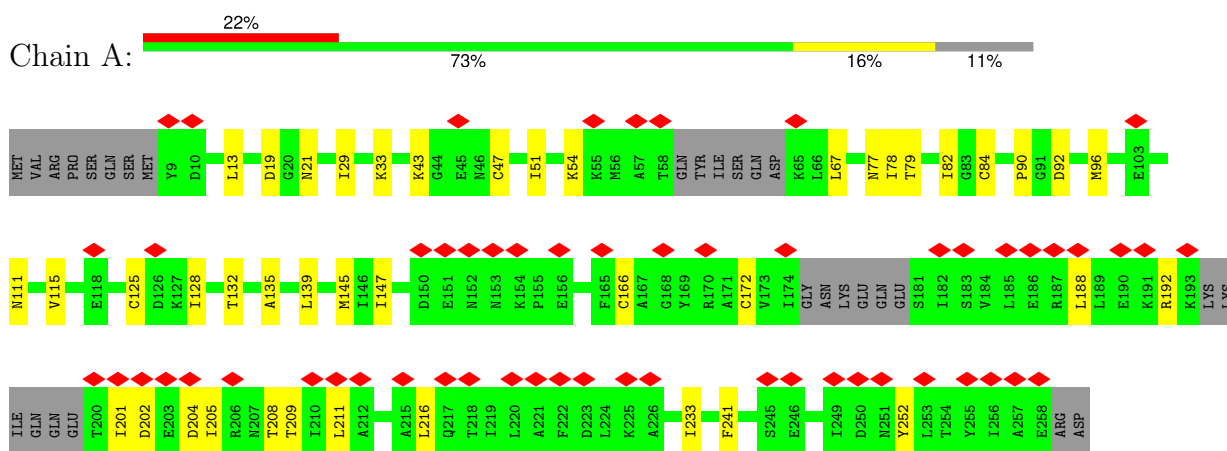 22%
Chain A:
73% 16% 11%
MET VAL ARG PRO SER GLN SER MET Y9 D10 L13 D19 G20 N21 I29 K33 K43 G44 E45 N46 C47 I51 K54 K55 M56 A57 T58 GLN TYR ILE SER GLN ASP K65 L66 L67 N77 I78 T79 I82 G83 C84 P90 G91 D92 M96 E103
N111 V115 E118 C125 D126 K127 I128 T132 A135 L139 M145 I146 I147 D150 E151 N152 N153 K154 P155 E156 F165 C166 A167 G168 Y169 R170 A171 C172 V173 I174 GLY ASN LYS GLU GLN GLU S181 I182 S183 V184 L185 E186 R187 L188 L189 E190 K191 R192 K193 LYS LYS
ILE GLN GLN GLU T200 I201 D202 E203 D204 I205 R206 N207 T208 T209 I210 L211 A212 A215 L216 Q217 T218 I219 L220 A221 F222 D223 L224 K225 A226 I233 F241 S245 E246 I249 D250 N251 Y252 L253 T254 Y255 I256 A257 E258 ARG ASP